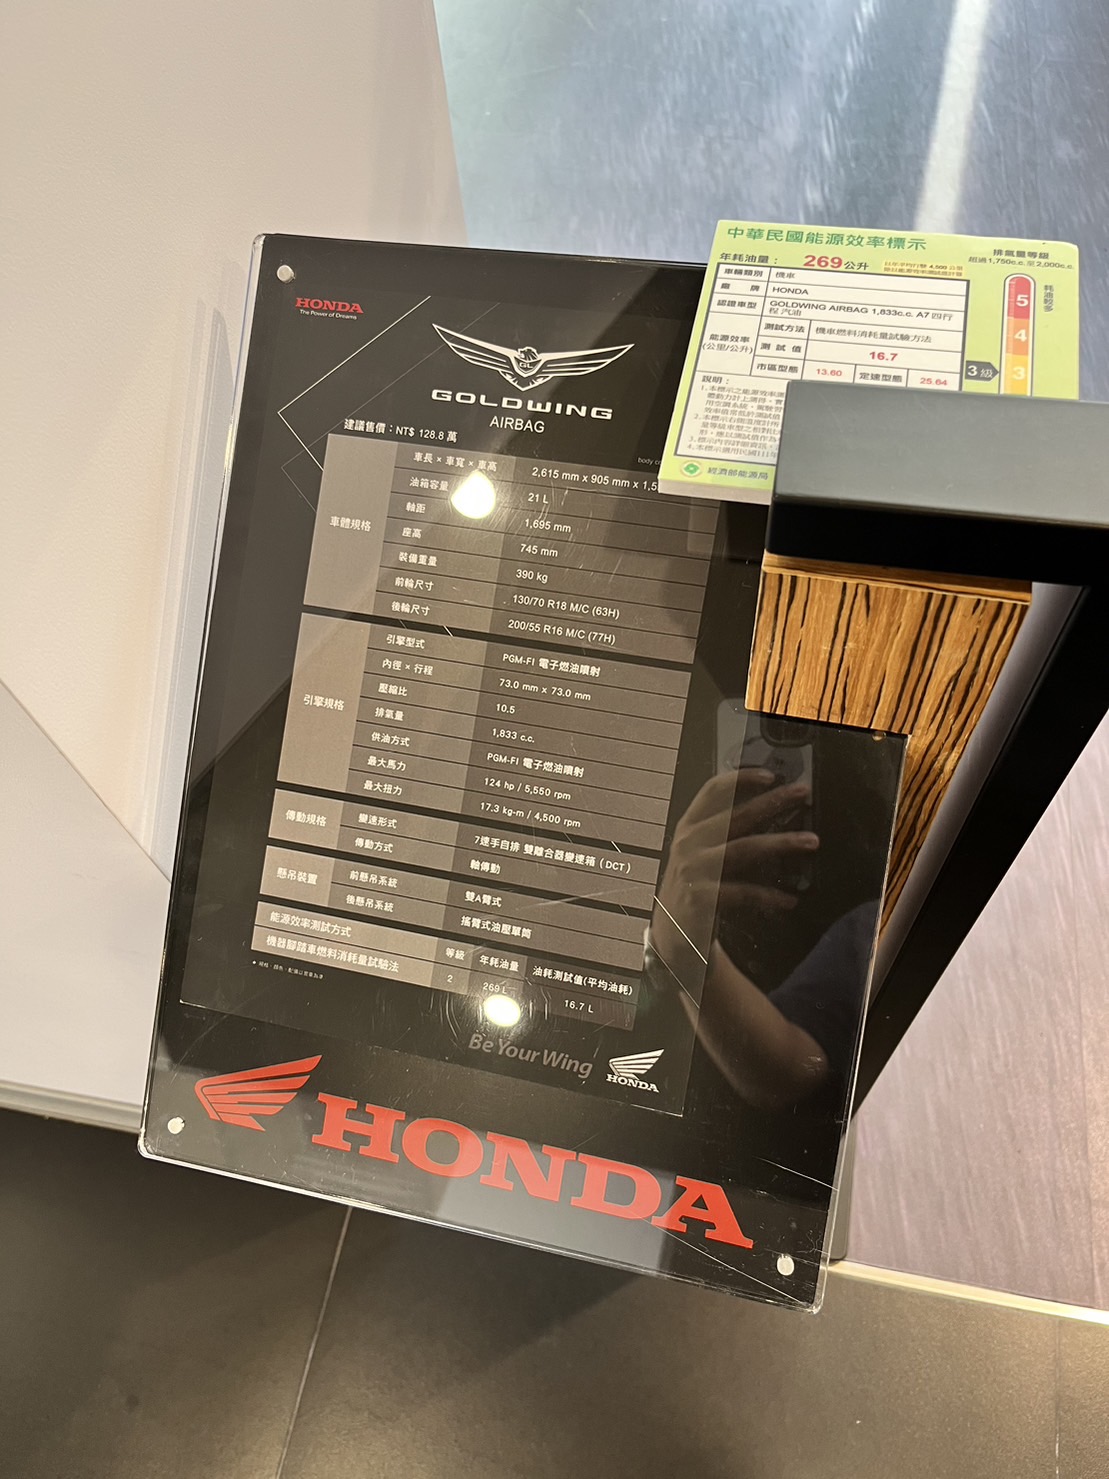 HONDA
The Power of Dreams
GL
GOLDWING
AIRBAG
建議售價：NT$ 128.8 萬
body
車體規格
車長 × 車寬 × 車高 2,615 mm x 905 mm x 1,5
油箱容量 21 L
軸距 1,695 mm
座高 745 mm
裝備重量 390 kg
前輪尺寸 130/70 R18 M/C (63H)
後輪尺寸 200/55 R16 M/C (77H)
引擎規格
引擎型式 PGM-FI 電子燃油噴射
內徑 × 行程 73.0 mm x 73.0 mm
壓縮比 10.5
排氣量 1,833 c.c.
供油方式 PGM-FI 電子燃油噴射
最大馬力 124 hp / 5,550 rpm
最大扭力 17.3 kg-m / 4,500 rpm
傳動規格
變速形式 7速手自排 雙離合器變速箱 (DCT)
傳動方式 軸傳動
懸吊裝置
前懸吊系統 雙A臂式
後懸吊系統 搖臂式油壓單筒
能源效率測試方式 等級 年耗油量 油耗測試值(平均油耗)
機器腳踏車燃料消耗量試驗法 2 269 L 16.7 L
Be Your Wing
HONDA
HONDA
中華民國能源效率標示
年耗油量： 269公升
排氣量等級
超過1,750c.c.至2,000c.c.
車輛類別 機車
廠牌 HONDA
認證車型 GOLDWING AIRBAG 1,833c.c. A7 四行
程 汽油
能源效率
(公里/公升)
測試方法 機車燃料消耗量試驗方法
測試值 16.7
市區型態 13.60 定速型態 25.64
說明：
經濟部能源局
5
4
3
3級
耗油較多